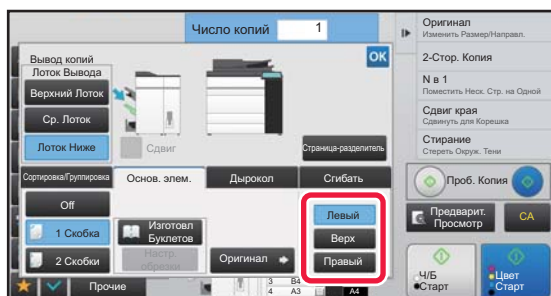 Число копий 1
Вывод копий
OK
Лоток Вывода
Верхний Лоток
Ср. Лоток
Лоток Ниже
Сдвиг
Страница-разделитель
Сортировка/Группировка
Основ. элем.
Дырокол
Сгибать
Off
1 Скобка
2 Скобки
Изготовл
Буклетов
Настр.
обрезки
Оригинал
Левый
Верх
Правый
Прочие
3 B4
4 A3
A4
Оригинал
Изменить Размер/Направл.
2-Стор. Копия
N в 1
Поместить Неск. Стр. на Одной
Сдвиг края
Сдвинуть для Корешка
Стирание
Стереть Окруж. Тени
Проб. Копия
Предварит.
Просмотр
CA
Ч/Б
Старт
Цвет
Старт